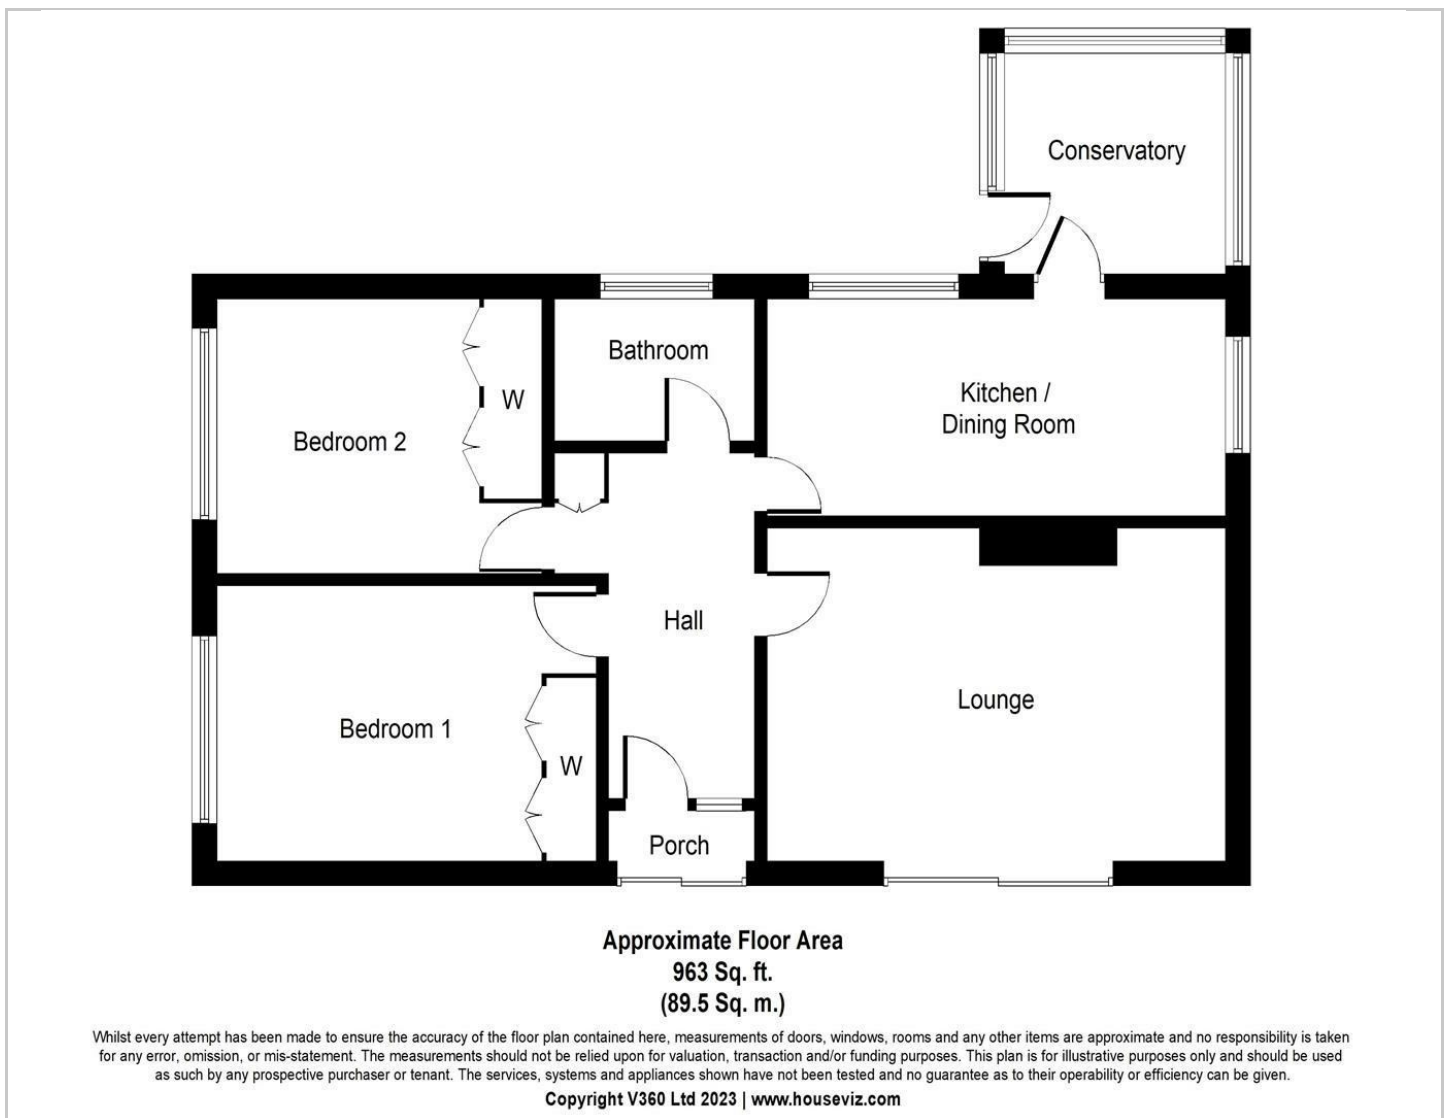 Conservatory
Bathroom
Kitchen /
Dining Room
W
Bedroom 2
Hall
Lounge
Bedroom 1
W
Porch
Approximate Floor Area
963 Sq. ft.
(89.5 Sq. m.)
Whilst every attempt has been made to ensure the accuracy of the floor plan contained here, measurements of doors, windows, rooms and any other items are approximate and no responsibility is taken
for any error, omission, or mis-statement. The measurements should not be relied upon for valuation, transaction and/or funding purposes. This plan is for illustrative purposes only and should be used
as such by any prospective purchaser or tenant. The services, systems and appliances shown have not been tested and no guarantee as to their operability or efficiency can be given.
Copyright V360 Ltd 2023 | www.houseviz.com